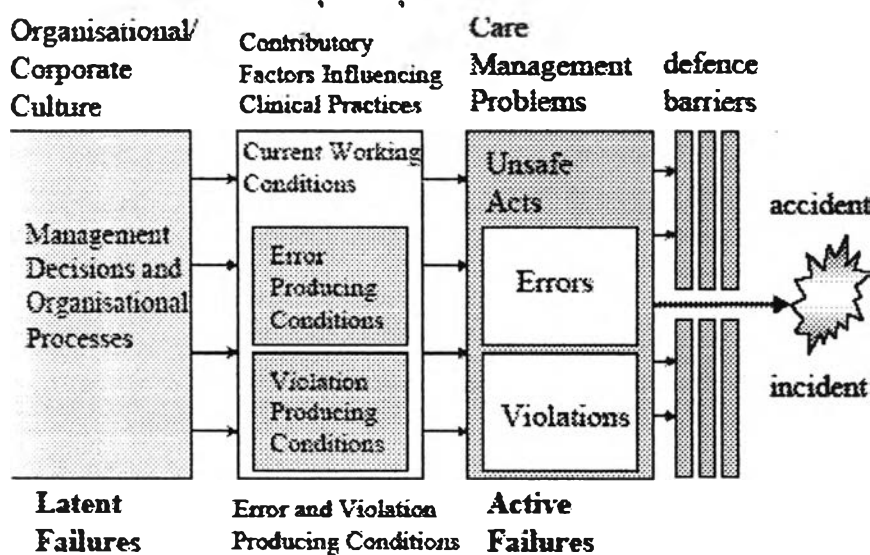 Organisational/
Corporate
Culture
Contributory
Factors Influencing
Clinical Practices
Care
Management
Problems
defence
barriers
Management
Decisions and
Organisational
Processes
Current Working
Conditions
Error
Producing
Conditions
Violation
Producing
Conditions
Unsafe
Acts
Errors
Violations
accident
incident
Latent
Failures
Error and Violation
Producing Conditions
Active
Failures